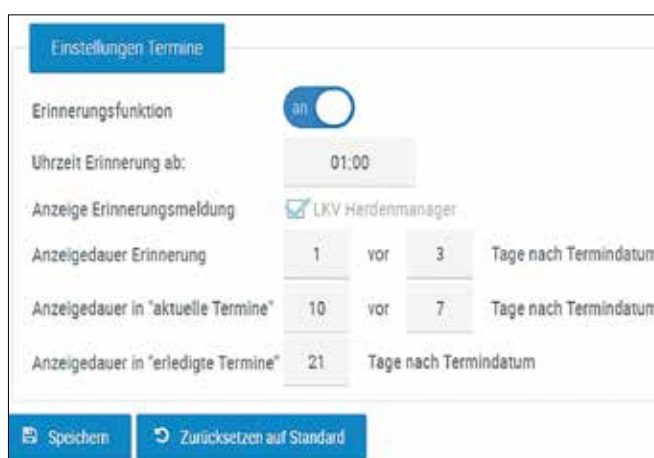 Einstellungen Termine
Erinnerungsfunktion an
Uhrzeit Erinnerung ab: 01:00
Anzeige Erinnerungsmeldung LKV Herdenmanager
Anzeigedauer Erinnerung 1 vor 3 Tage nach Termindatum
Anzeigedauer in "aktuelle Termine" 10 vor 7 Tage nach Termindatum
Anzeigedauer in "erledigte Termine" 21 Tage nach Termindatum
Speichern Zurücksetzen auf Standard